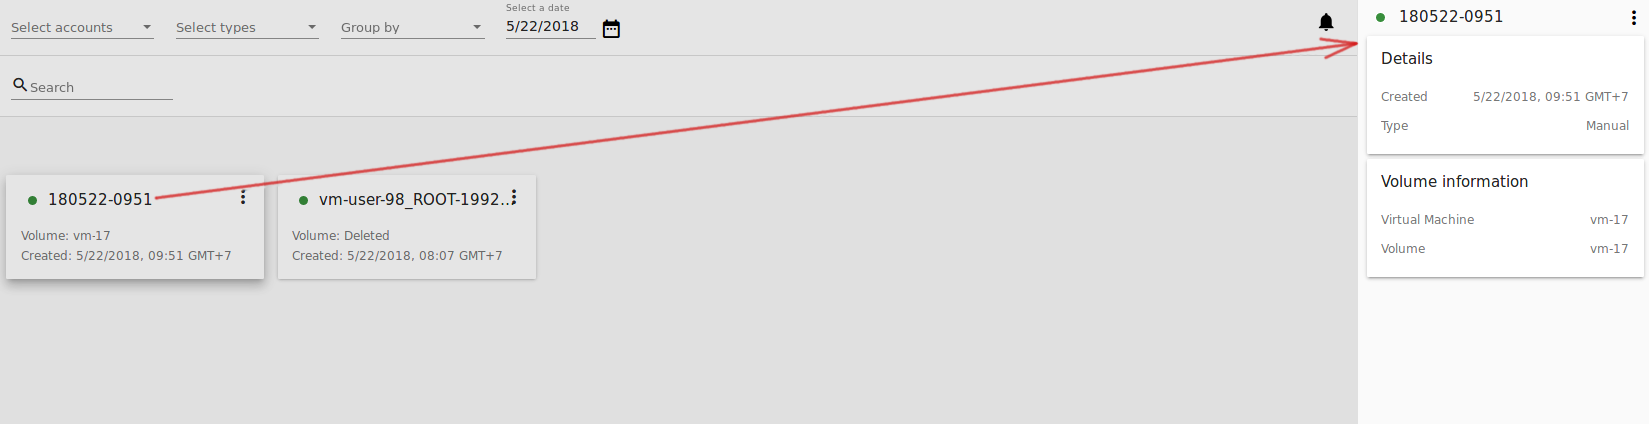 Select accounts
Select types
Group by
Select a date
5/22/2018
Search
180522-0951
Volume: vm-17
Created: 5/22/2018, 09:51 GMT+7
vm-user-98_ROOT-1992...
Volume: Deleted
Created: 5/22/2018, 08:07 GMT+7
180522-0951
Details
Created 5/22/2018, 09:51 GMT+7
Type Manual
Volume information
Virtual Machine vm-17
Volume vm-17